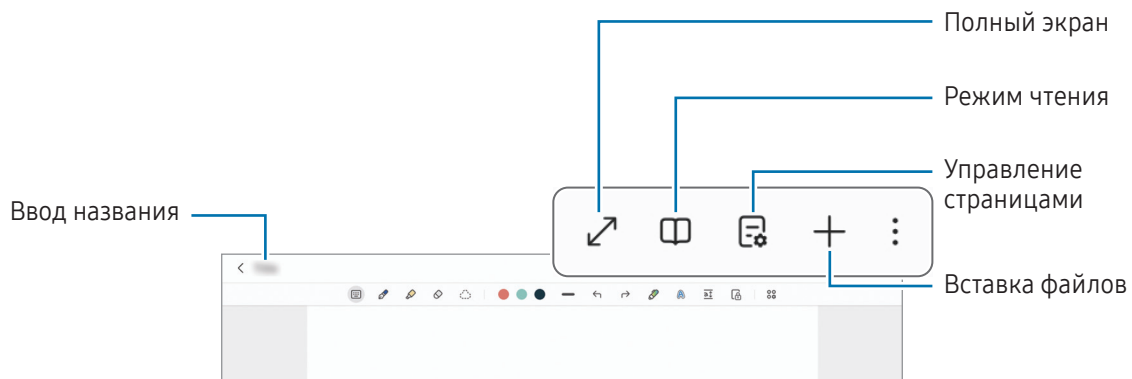 Полный экран
Режим чтения
Управление
страницами
Ввод названия
Вставка файлов